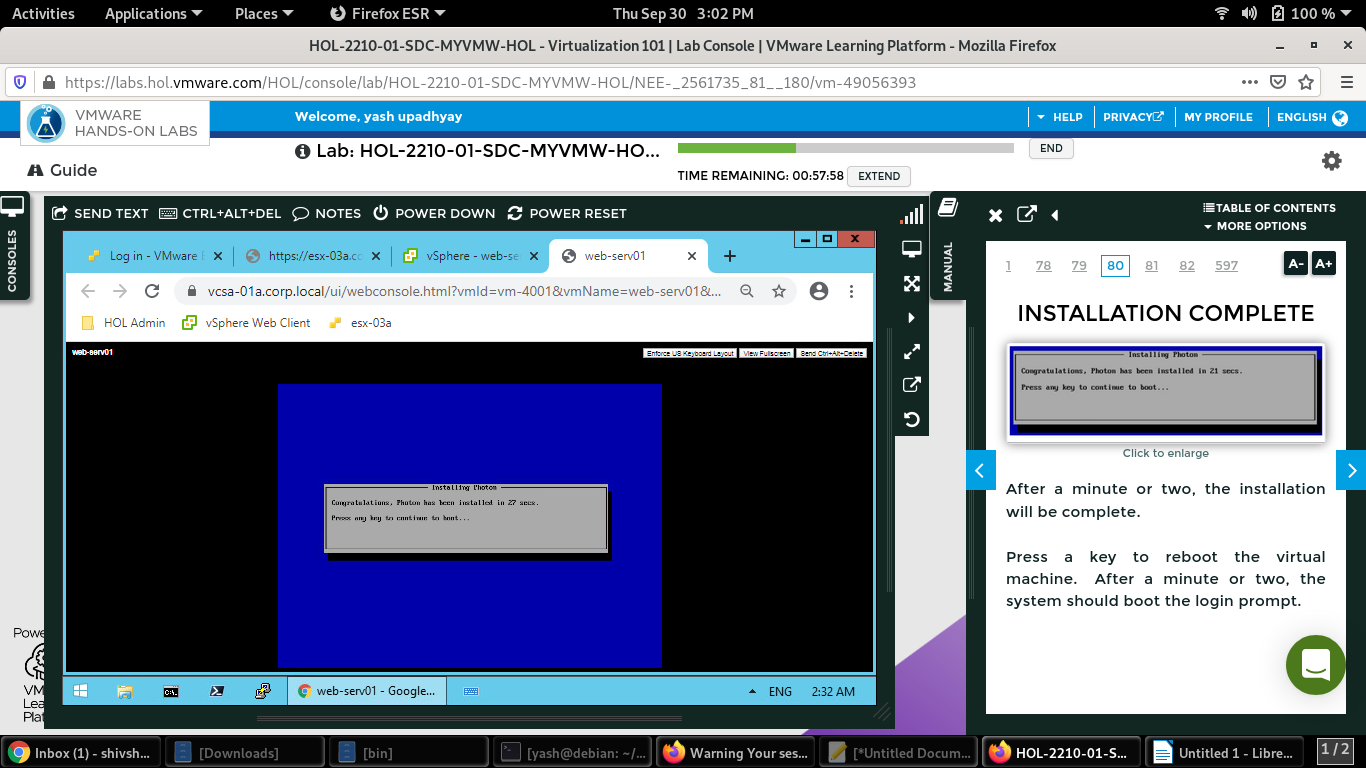 Activities Applications Places Firefox ESR Thu Sep 30 3:02 PM 100 %
HOL-2210-01-SDC-MYVMW-HOL - Virtualization 101 | Lab Console | VMware Learning Platform - Mozilla Firefox
https://labs.hol.vmware.com/HOL/console/lab/HOL-2210-01-SDC-MYVMW-HOL/NEE-_2561735_81__180/vm-49056393
VMWARE
HANDS-ON LABS
Welcome, yash upadhyay
HELP PRIVACY MY PROFILE ENGLISH
Lab: HOL-2210-01-SDC-MYVMW-HO...
END
Guide
TIME REMAINING: 00:57:58 EXTEND
CONSOLES
SEND TEXT CTRL+ALT+DEL NOTES POWER DOWN POWER RESET
Log in - VMware E
https://esx-03a.co
vSphere - web-se
web-serv01
vcsa-01a.corp.local/ui/webconsole.html?vmId=vm-4001&vmName=web-serv01&...
HOL Admin vSphere Web Client esx-03a
web-serv01
Enforce US Keyboard Layout View Fullscreen Send Ctrl+Alt+Delete
Installing Photon
Congratulations, Photon has been installed in 27 secs.
Press any key to continue to boot...
web-serv01 - Google...
ENG 2:32 AM
MANUAL
TABLE OF CONTENTS
MORE OPTIONS
1 78 79 80 81 82 597
A- A+
INSTALLATION COMPLETE
Installing Photon
Congratulations, Photon has been installed in 21 secs.
Press any key to continue to boot...
Click to enlarge
After a minute or two, the installation
will be complete.
Press a key to reboot the virtual
machine. After a minute or two, the
system should boot the login prompt.
Powe
VM
Lea
Plat
Inbox (1) - shivsh...
[Downloads]
[bin]
[yash@debian: ~/...
Warning Your ses...
[*Untitled Docum...
HOL-2210-01-S...
Untitled 1 - Libre...
1 / 2